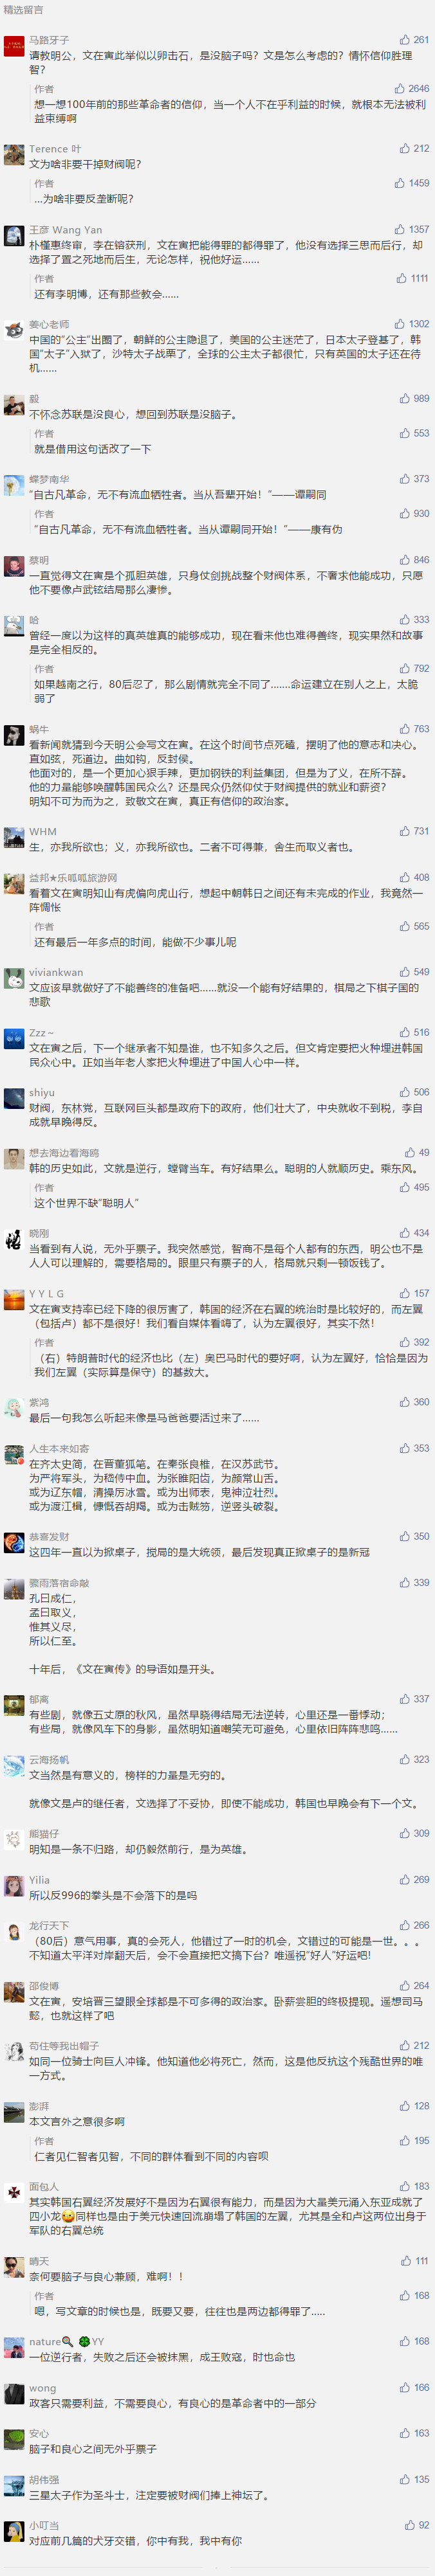 精选留言
马路牙子
261
请教明公，文在寅此举似以卵击石，是没脑子吗？文是怎么考虑的？情怀信仰胜理
智？
作者
2646
想一想100年前的那些革命者的信仰，当一个人不在乎利益的时候，就根本无法被利
益束缚啊
Terence 叶
212
文为啥非要干掉财阀呢？
作者
1459
...为啥非要反垄断呢？
王彦 Wang Yan
1357
朴槿惠终审，李在镕获刑，文在寅把能得罪的都得罪了，他没有选择三思而后行，却
选择了置之死地而后生，无论怎样，祝他好运……
作者
1111
还有李明博，还有那些教会……
姜心老师
1302
中国的“公主”出圈了，朝鲜的公主隐退了，美国的公主迷茫了，日本太子登基了，韩
国“太子”入狱了，沙特太子战栗了，全球的公主太子都很忙，只有英国的太子还在待
机……
毅
989
不怀念苏联是没良心，想回到苏联是没脑子。
作者
553
就是借用这句话改了一下
蝶梦南华
373
“自古凡革命，无不有流血牺牲者。当从吾辈开始！”——谭嗣同
作者
930
“自古凡革命，无不有流血牺牲者。当从谭嗣同开始！”——康有伪
蔡明
846
一直觉得文在寅是个孤胆英雄，只身仗剑挑战整个财阀体系，不奢求他能成功，只愿
他不要像卢武铉结局那么凄惨。
哈
333
曾经一度以为这样的真英雄真的能够成功，现在看来他也难得善终，现实果然和故事
是完全相反的。
作者
792
如果越南之行，80后忍了，那么剧情就完全不同了……命运建立在别人之上，太脆
弱了
蜗牛
763
看新闻就猜到今天明公会写文在寅。在这个时间节点死磕，摆明了他的意志和决心。
直如弦，死道边。曲如钩，反封侯。
他面对的，是一个更加心狠手辣，更加钢铁的利益集团，但是为了义，在所不辞。
他的力量能够唤醒韩国民众么？还是民众仍然仰仗于财阀提供的就业和薪资？
明知不可为而为之，致敬文在寅，真正有信仰的政治家。
WHM
731
生，亦我所欲也；义，亦我所欲也。二者不可得兼，舍生而取义者也。
益邦★乐呱呱旅游网
408
看着文在寅明知山有虎偏向虎山行，想起中朝韩日之间还有未完成的作业，我竟然一
阵惆怅
作者
565
还有最后一年多点的时间，能做不少事儿呢
viviankwan
549
文应该早就做好了不能善终的准备吧……就没一个能有好结果的，棋局之下棋子国的
悲歌
Zzz～
516
文在寅之后，下一个继承者不知是谁，也不知多久之后。但文肯定要把火种埋进韩国
民众心中。正如当年老人家把火种埋进了中国人心中一样。
shiyu
506
财阀，东林党，互联网巨头都是政府下的政府，他们壮大了，中央就收不到税，李自
成就早晚得反。
想去海边看海鸥
49
韩的历史如此，文就是逆行，螳臂当车。有好结果么。聪明的人就顺历史。乘东风。
作者
495
这个世界不缺“聪明人”
晓刚
434
当看到有人说，无外乎票子。我突然感觉，智商不是每个人都有的东西，明公也不是
人人可以理解的，需要格局的。眼里只有票子的人，格局就只剩一顿饭钱了。
Y Y L G
157
文在寅支持率已经下降的很厉害了，韩国的经济在右翼的统治时是比较好的，而左翼
（包括卢）都不是很好！我们看自媒体看嗨了，认为左翼很好，其实不然！
作者
392
（右）特朗普时代的经济也比（左）奥巴马时代的要好啊，认为左翼好，恰恰是因为
我们左翼（实际算是保守）的基数大。
紫鸿
360
最后一句我怎么听起来像是马爸爸要活过来了……
人生本来如寄
353
在齐太史简，在晋董狐笔。在秦张良椎，在汉苏武节。
为严将军头，为嵇侍中血。为张睢阳齿，为颜常山舌。
或为辽东帽，清操厉冰雪。或为出师表，鬼神泣壮烈。
或为渡江楫，慷慨吞胡羯。或为击贼笏，逆竖头破裂。
恭喜发财
350
这四年一直以为掀桌子，搅局的是大统领，最后发现真正掀桌子的是新冠
骤雨落宿命敲
339
孔曰成仁，
孟曰取义，
惟其义尽，
所以仁至。
十年后，《文在寅传》的导语如是开头。
郁离
337
有些剧，就像五丈原的秋风，虽然早晓得结局无法逆转，心里还是一番悸动；
有些局，就像风车下的身影，虽然明知道嘲笑无可避免，心里依旧阵阵悲鸣……
云海扬帆
323
文当然是有意义的，榜样的力量是无穷的。
就像文是卢的继任者，文选择了不妥协，即使不能成功，韩国也早晚会有下一个文。
熊猫仔
309
明知是一条不归路，却仍毅然前行，是为英雄。
Yilia
269
所以反996的拳头是不会落下的是吗
龙行天下
266
（80后）意气用事，真的会死人，他错过了一时的机会，文错过的可能是一世。。。
不知道太平洋对岸翻天后，会不会直接把文搞下台？唯遥祝“好人”好运吧!
邵俊博
264
文在寅，安培晋三望眼全球都是不可多得的政治家。卧薪尝胆的终极提现。遥想司马
懿，也就这样了吧
苟住等我出帽子
212
如同一位骑士向巨人冲锋。他知道他必将死亡，然而，这是他反抗这个残酷世界的唯
一方式。
澎湃
128
本文言外之意很多啊
作者
195
仁者见仁智者见智，不同的群体看到不同的内容呗
面包人
183
其实韩国右翼经济发展好不是因为右翼很有能力，而是因为大量美元涌入东亚成就了
四小龙😜同样也是由于美元快速回流崩塌了韩国的左翼，尤其是全和卢这两位出身于
军队的右翼总统
晴天
111
奈何要脑子与良心兼顾，难啊！！
作者
168
嗯，写文章的时候也是，既要又要，往往也是两边都得罪了.....
nature🔍 🍀YY
168
一位逆行者，失败之后还会被抹黑，成王败寇，时也命也
wong
166
政客只需要利益，不需要良心，有良心的是革命者中的一部分
安心
163
脑子和良心之间无外乎票子
胡伟强
135
三星太子作为圣斗士，注定要被财阀们捧上神坛了。
小叮当
92
对应前几篇的犬牙交错，你中有我，我中有你